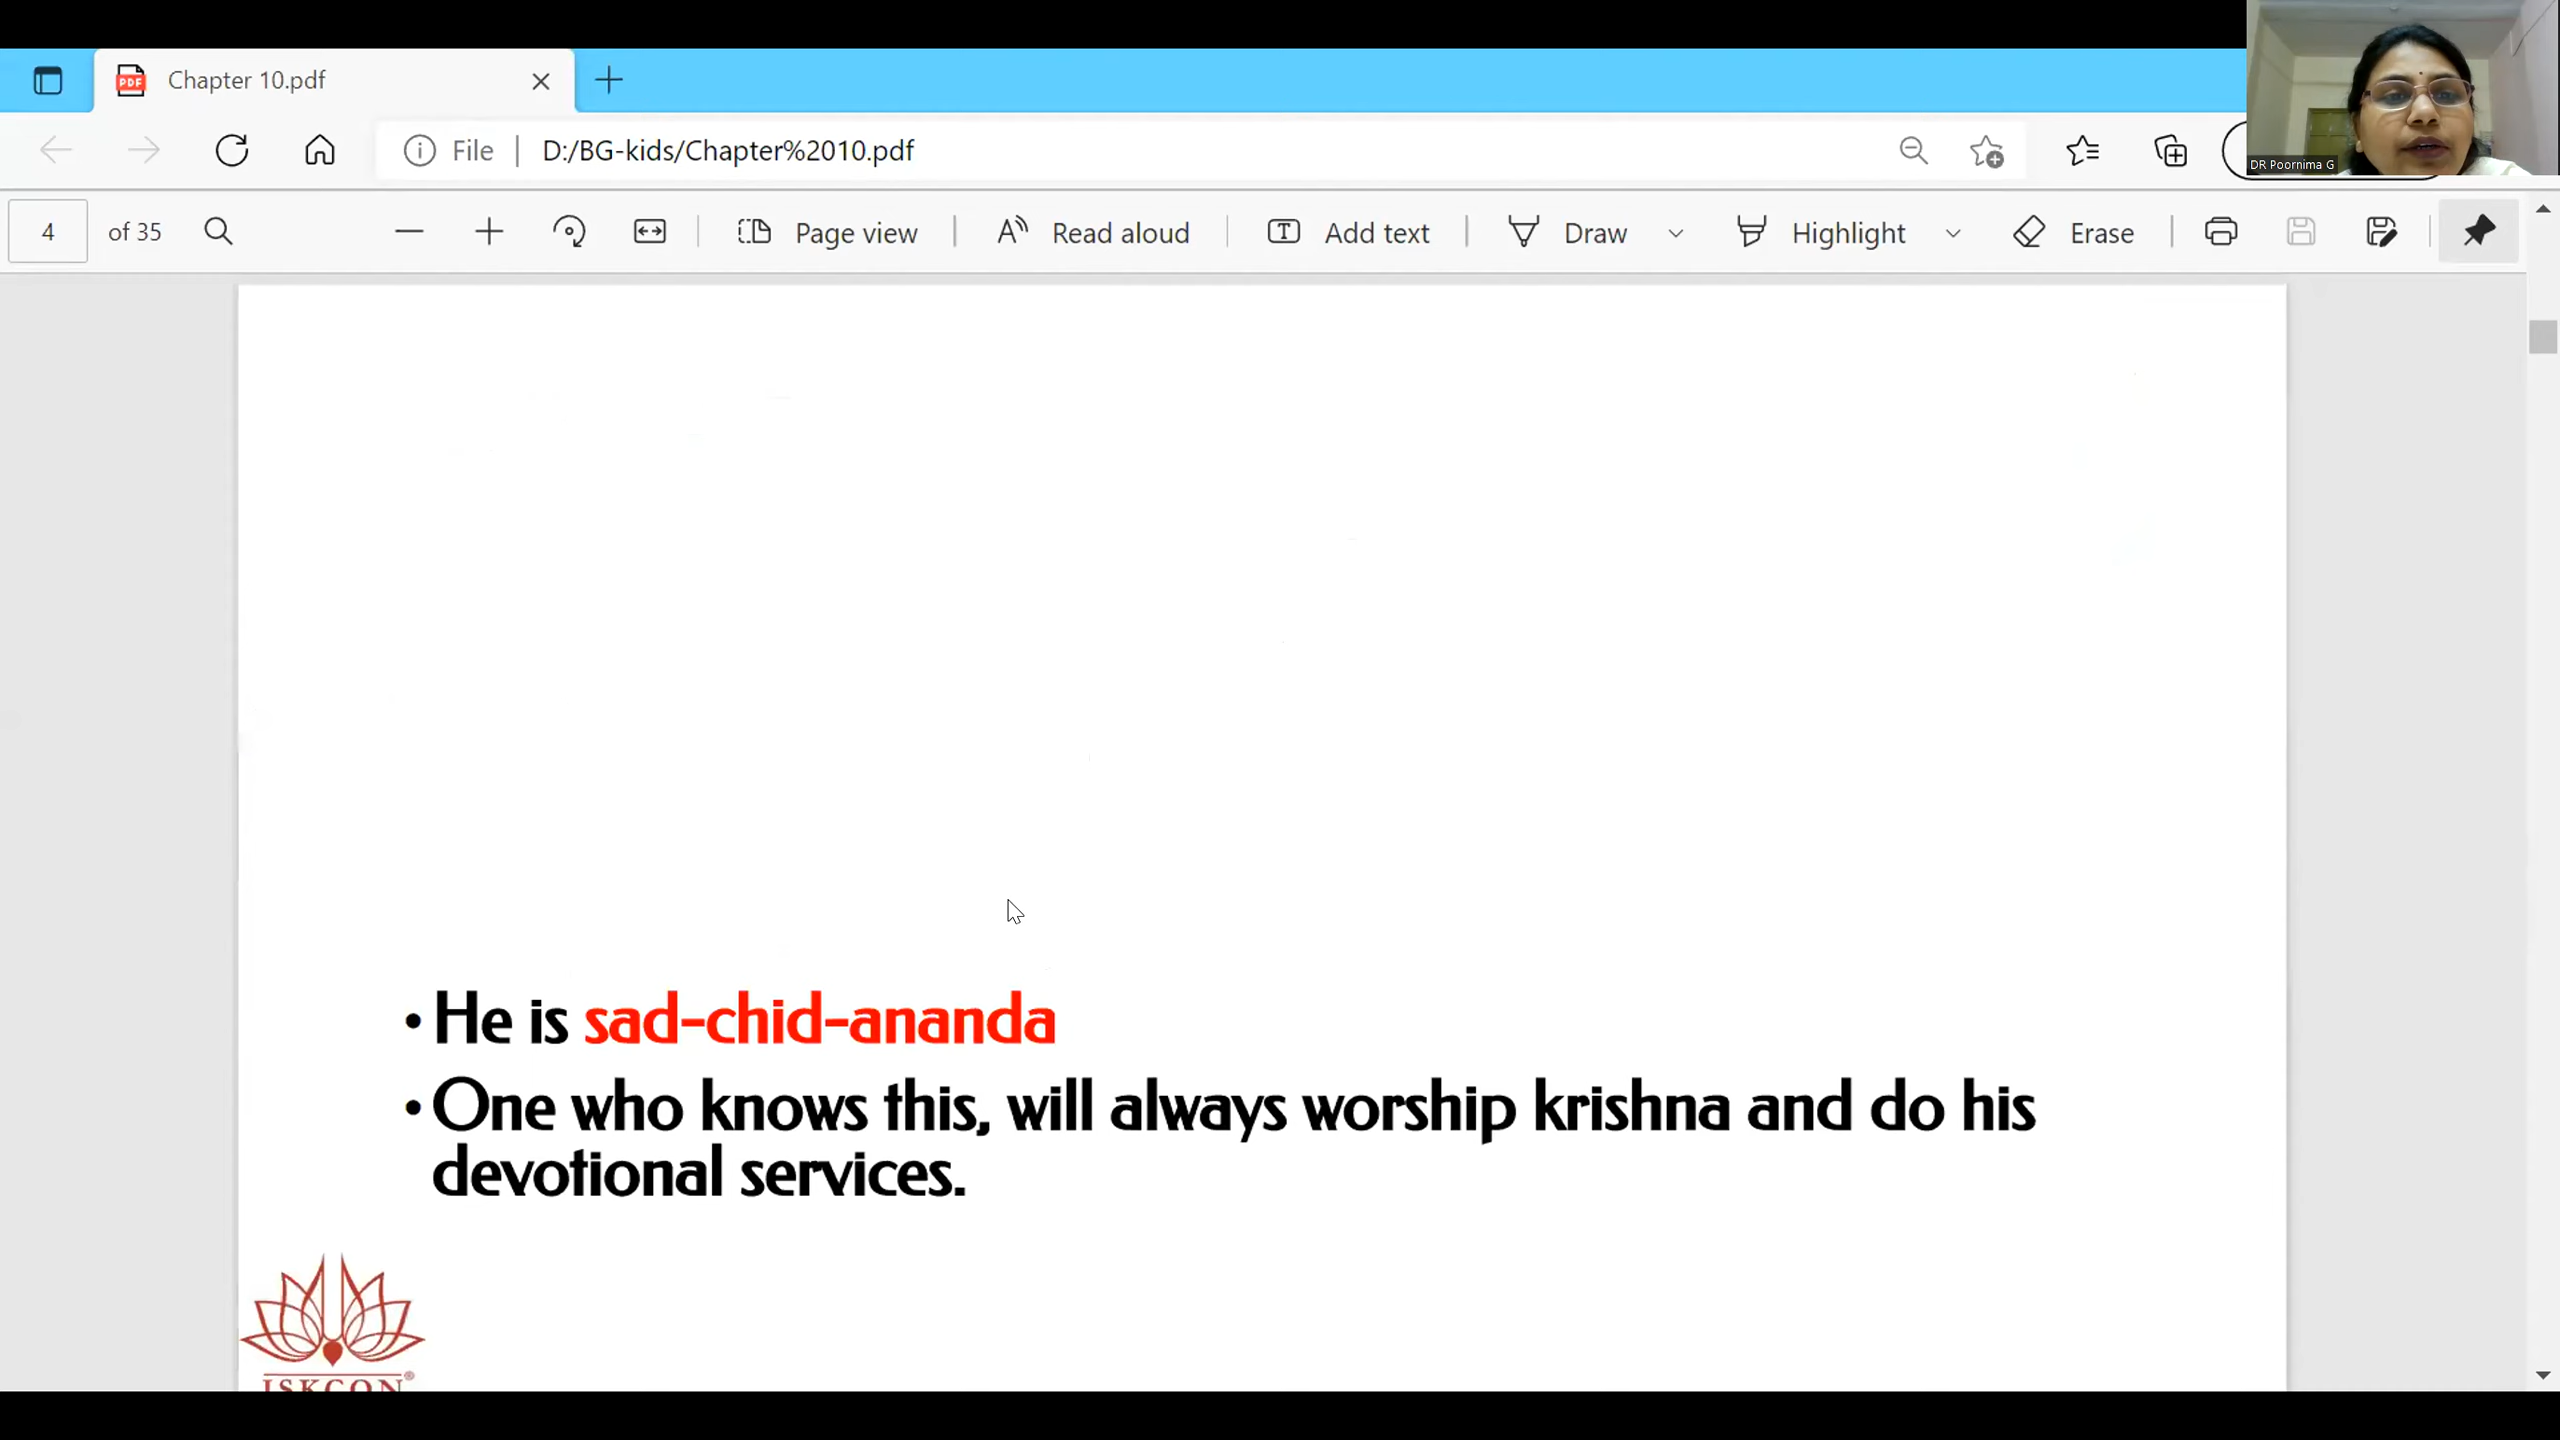 Chapter 10.pdf
File D:/BG-kids/Chapter%2010.pdf
DR Poornima G
4 of 35 Page view Read aloud Add text Draw Highlight Erase
• He is sad-chid-ananda
• One who knows this, will always worship krishna and do his
devotional services.
ISKCON®